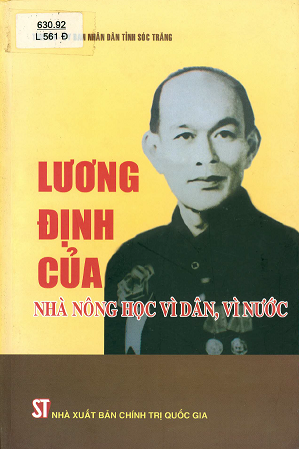 630.92
L 561 Đ
BAN NHÂN DÂN TỈNH SÓC TRĂNG
LƯƠNG
ĐỊNH
CỦA
NHÀ NÔNG HỌC VÌ DÂN, VÌ NƯỚC
ST NHÀ XUẤT BẢN CHÍNH TRỊ QUỐC GIA